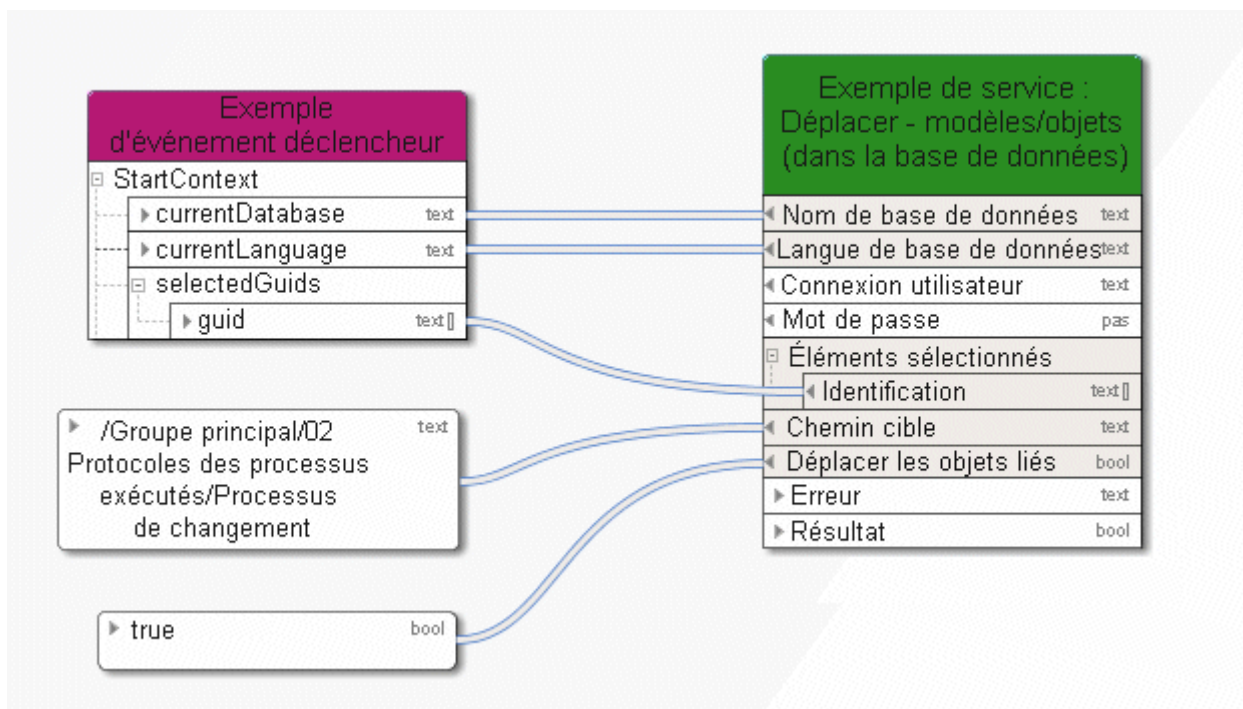 Exemple
d'événement déclencheur
StartContext
currentDatabase text
currentLanguage text
selectedGuids
guid text[]
/Groupe principal/02 text
Protocoles des processus
exécutés/Processus
de changement
true bool
Exemple de service :
Déplacer - modèles/objets
(dans la base de données)
Nom de base de données text
Langue de base de données text
Connexion utilisateur text
Mot de passe pas
Éléments sélectionnés
Identification text[]
Chemin cible text
Déplacer les objets liés bool
Erreur text
Résultat bool